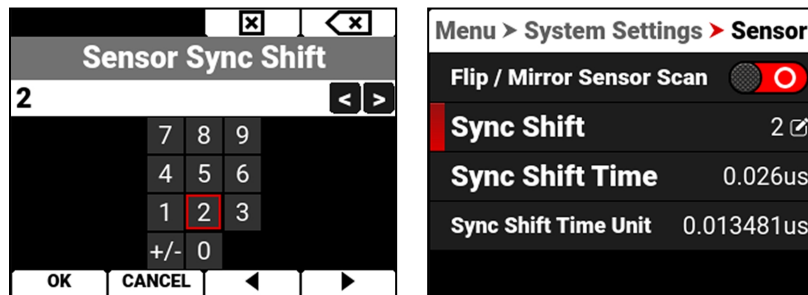 Sensor Sync Shift
2
< >
7 8 9
4 5 6
1 2 3
+/- 0
OK CANCEL ◀ ▶
Menu > System Settings > Sensor
Flip / Mirror Sensor Scan
Sync Shift 2
Sync Shift Time 0.026us
Sync Shift Time Unit 0.013481us